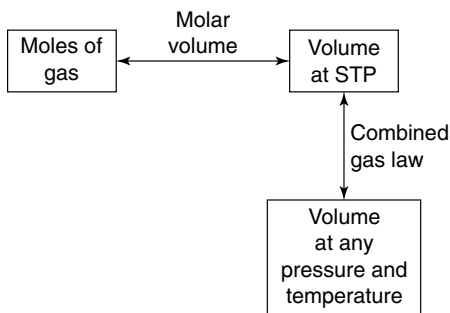 Moles of
gas
Molar
volume
Volume
at STP
Combined
gas law
Volume
at any
pressure and
temperature